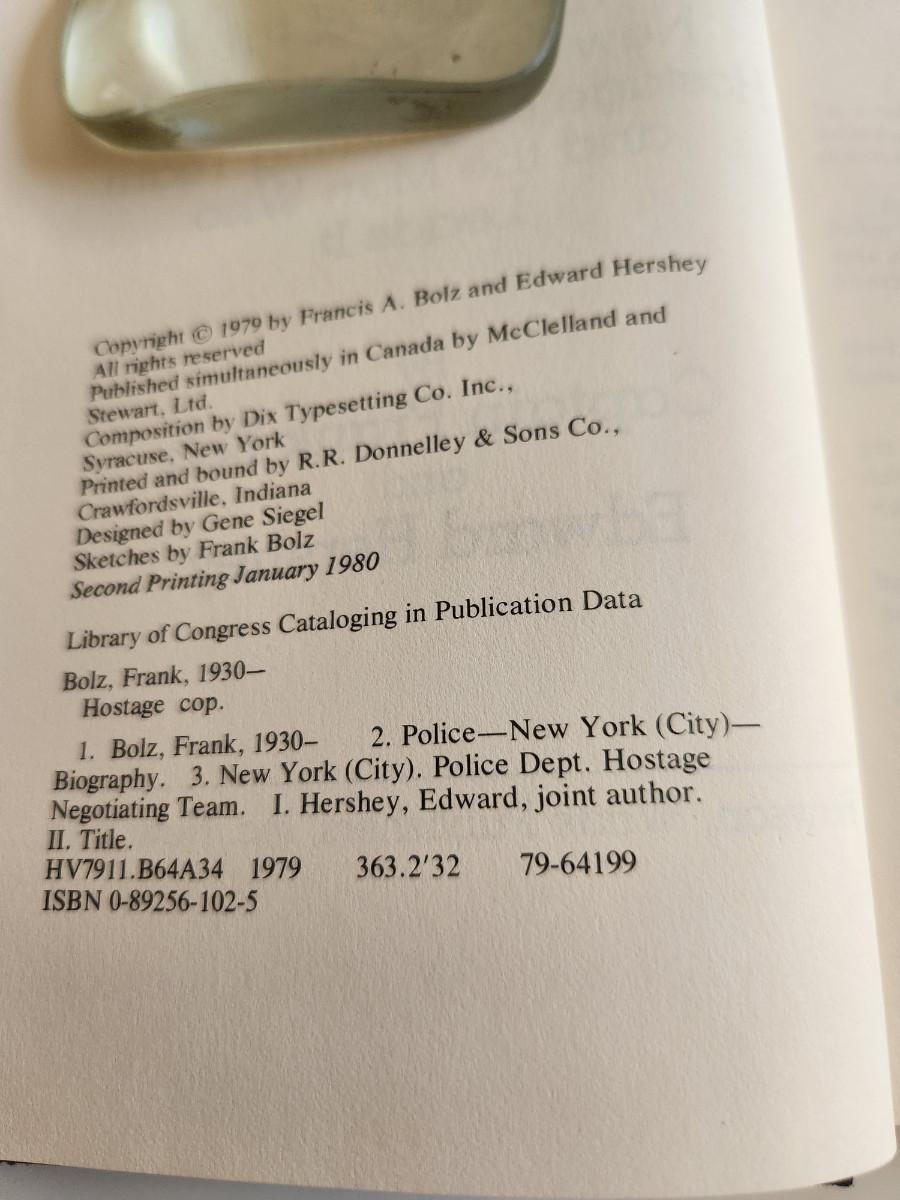 Copyright © 1979 by Francis A. Bolz and Edward Hershey
All rights reserved
Published simultaneously in Canada by McClelland and
Stewart, Ltd.
Composition by Dix Typesetting Co. Inc.,
Syracuse, New York
Printed and bound by R.R. Donnelley & Sons Co.,
Crawfordsville, Indiana
Designed by Gene Siegel
Sketches by Frank Bolz
Second Printing January 1980
Library of Congress Cataloging in Publication Data
Bolz, Frank, 1930–
Hostage cop.
1. Bolz, Frank, 1930– 2. Police—New York (City)—
Biography. 3. New York (City). Police Dept. Hostage
Negotiating Team. I. Hershey, Edward, joint author.
II. Title.
HV7911.B64A34 1979 363.2'32 79-64199
ISBN 0-89256-102-5